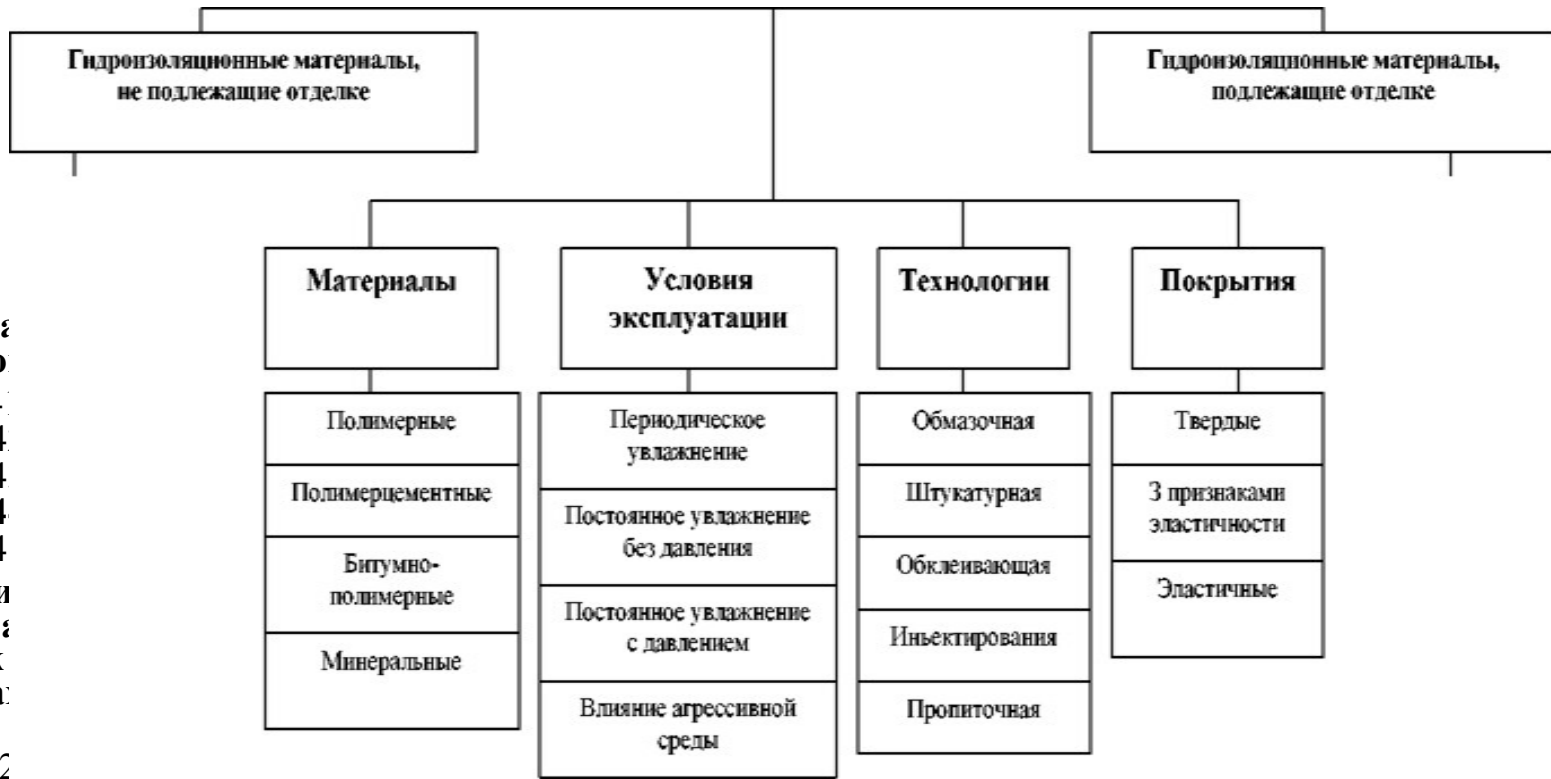 Гидроизоляционные материалы,
не подлежащие отделке
Гидроизоляционные материалы,
подлежащие отделке
Материалы
Условия
эксплуатации
Технологии
Покрытия
Полимерные
Полимерцементные
Битумно-
полимерные
Минеральные
Периодическое
увлажнение
Постоянное увлажнение
без давления
Постоянное увлажнение
с давлением
Влияние агрессивной
среды
Обмазочная
Штукатурная
Обклеивающая
Иньектирования
Пропиточная
Твердые
З признаками
эластичности
Эластичные